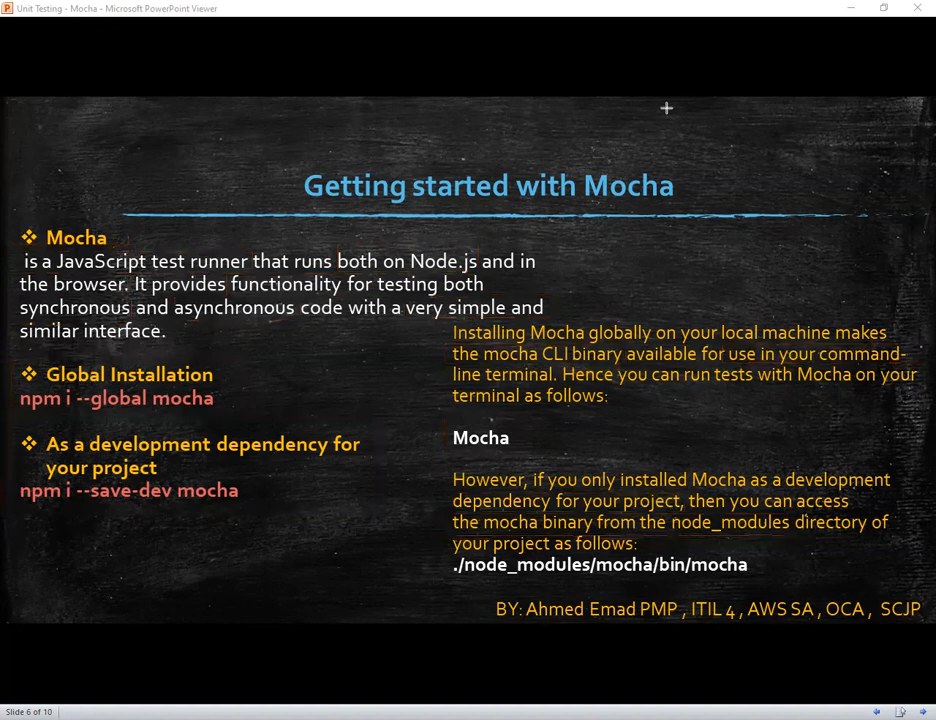 Unit Testing - Mocha - Microsoft PowerPoint Viewer
Getting started with Mocha
Mocha
is a JavaScript test runner that runs both on Node.js and in
the browser. It provides functionality for testing both
synchronous and asynchronous code with a very simple and
similar interface.
Global Installation
npm i --global mocha
As a development dependency for
your project
npm i --save-dev mocha
Installing Mocha globally on your local machine makes
the mocha CLI binary available for use in your command-
line terminal. Hence you can run tests with Mocha on your
terminal as follows:
Mocha
However, if you only installed Mocha as a development
dependency for your project, then you can access
the mocha binary from the node_modules directory of
your project as follows:
./node_modules/mocha/bin/mocha
BY: Ahmed Emad PMP , ITIL 4 , AWS SA , OCA , SCJP
Slide 6 of 10